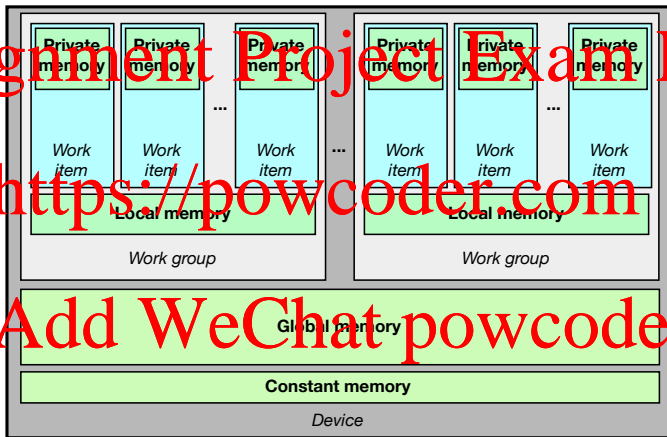 Private memory Private memory Private memory Private memory Private memory Private memory
gnment Project Exam
... ...
Work item Work item Work item ... Work item Work item Work item
https://powcoder.com
Local memory Local memory
Work group Work group
Add WeChat powcode
Global memory
Constant memory
Device